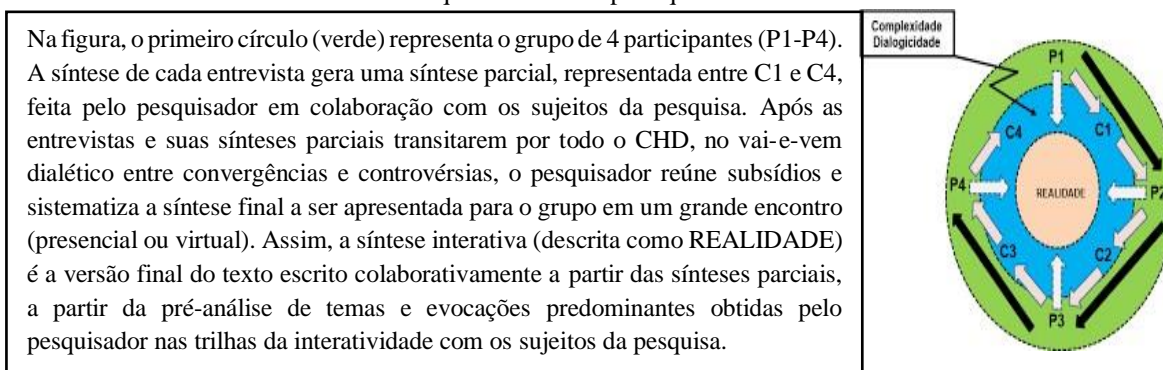 Na figura, o primeiro círculo (verde) representa o grupo de 4 participantes (P1-P4).
A síntese de cada entrevista gera uma síntese parcial, representada entre C1 e C4,
feita pelo pesquisador em colaboração com os sujeitos da pesquisa. Após as
entrevistas e suas sínteses parciais transitarem por todo o CHD, no vai-e-vem
dialético entre convergências e controvérsias, o pesquisador reúne subsídios e
sistematiza a síntese final a ser apresentada para o grupo em um grande encontro
(presencial ou virtual). Assim, a síntese interativa (descrita como REALIDADE)
é a versão final do texto escrito colaborativamente a partir das sínteses parciais,
a partir da pré-análise de temas e evocações predominantes obtidas pelo
pesquisador nas trilhas da interatividade com os sujeitos da pesquisa.
Complexidade
Dialogicidade
P1
C4
C1
P4
REALIDADE
P2
C3
C2
P3